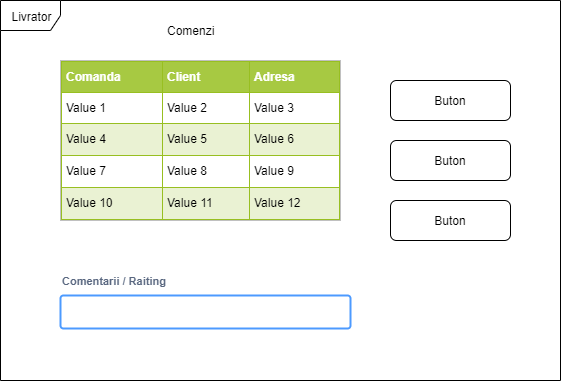 Livrator
Comenzi
Comanda Client Adresa
Value 1 Value 2 Value 3
Value 4 Value 5 Value 6
Value 7 Value 8 Value 9
Value 10 Value 11 Value 12
Buton
Buton
Buton
Comentarii / Raiting